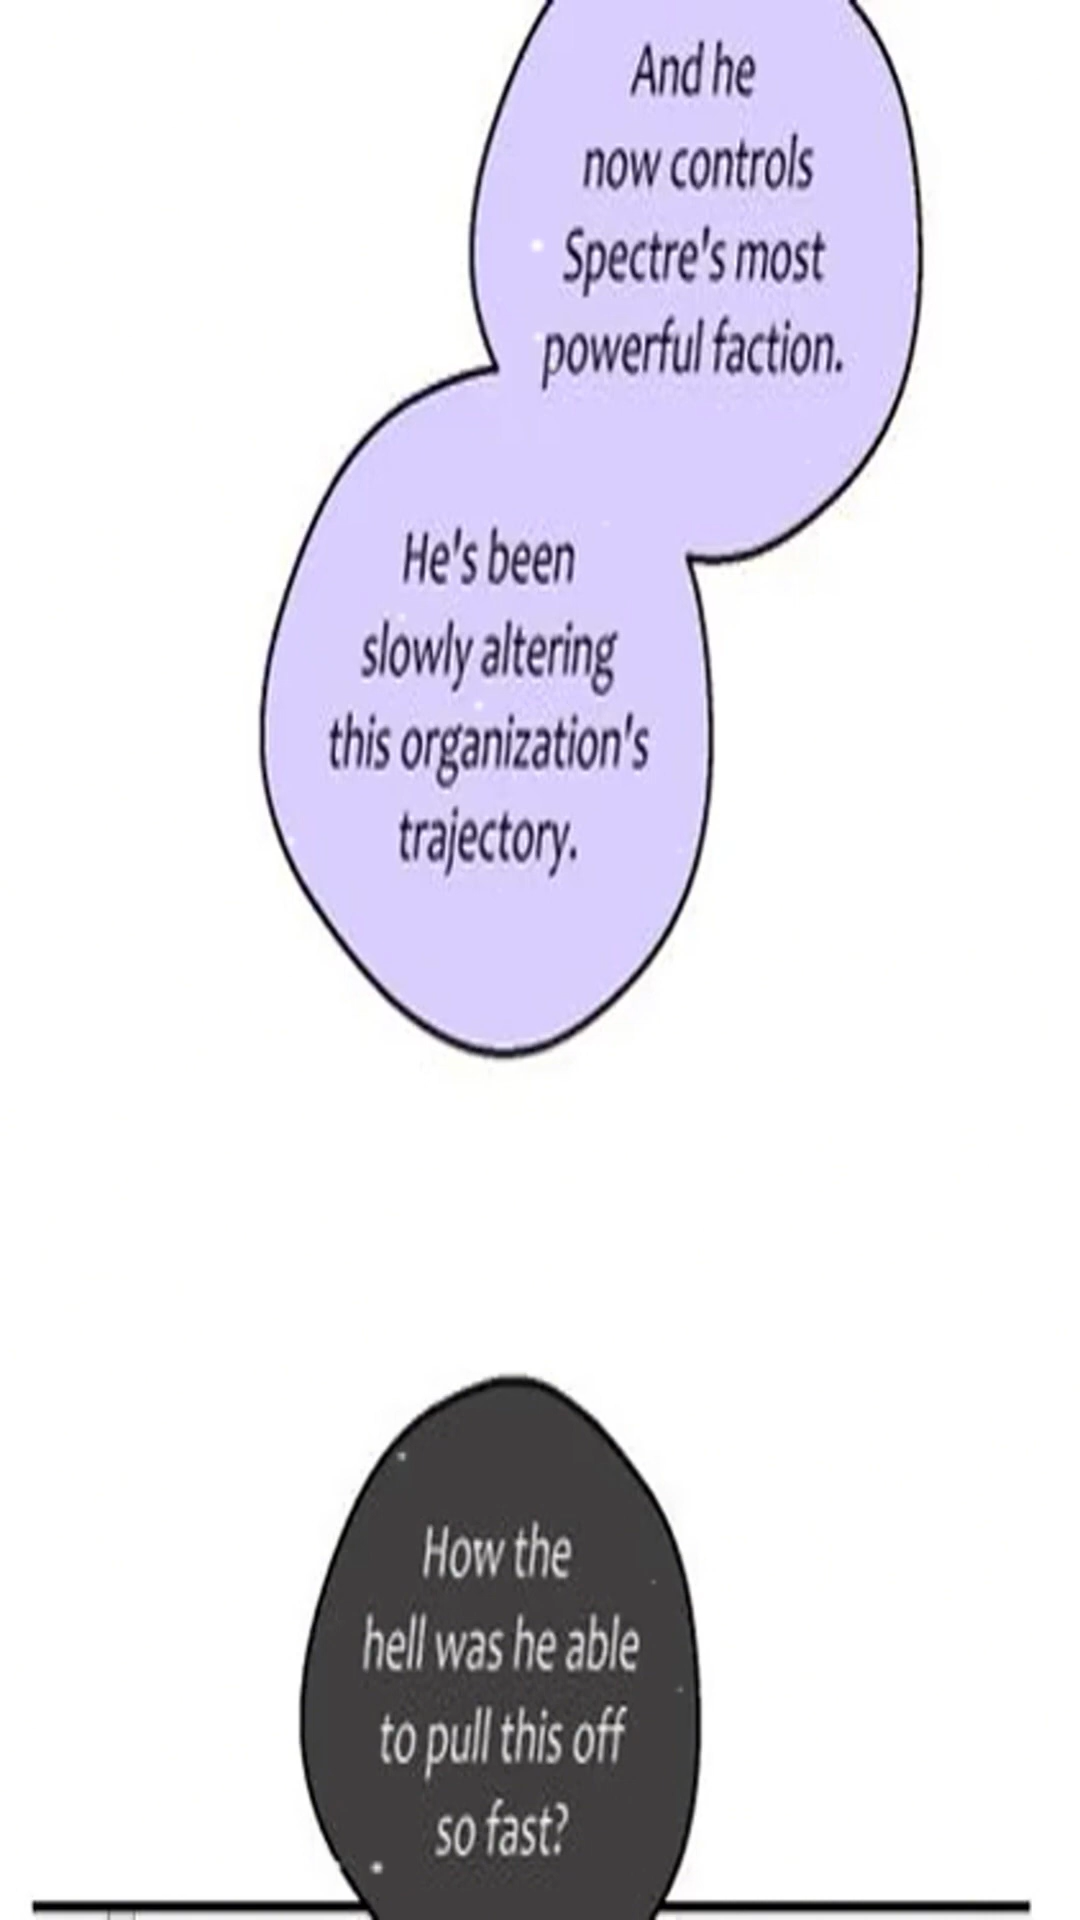 And he
now controls
Spectre's most
powerful faction.
He's been
slowly altering
this organization's
trajectory.
How the
hell was he able
to pull this off
so fast?